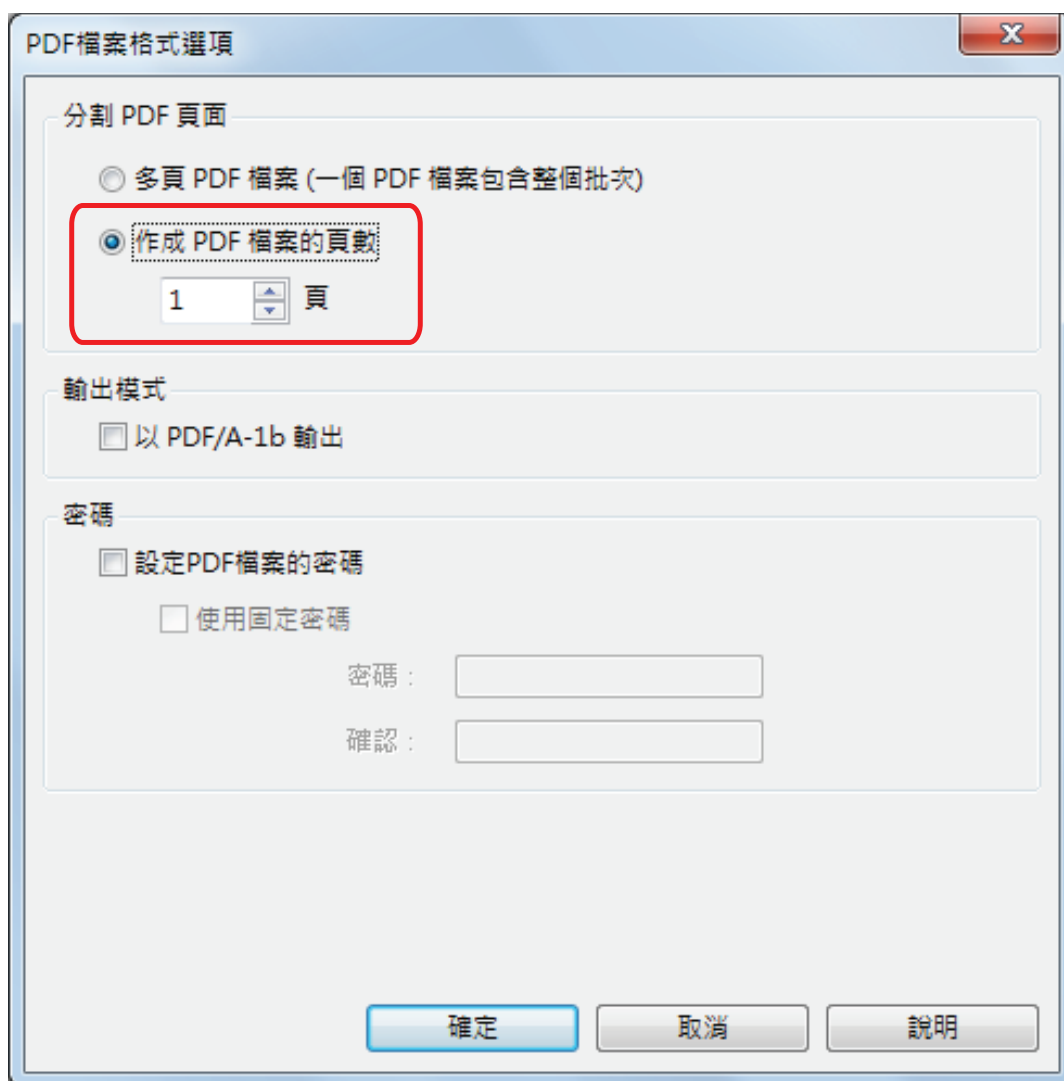 PDF檔案格式選項
分割 PDF 頁面
多頁 PDF 檔案 (一個 PDF 檔案包含整個批次)
作成 PDF 檔案的頁數
1 頁
輸出模式
以 PDF/A-1b 輸出
密碼
設定PDF檔案的密碼
使用固定密碼
密碼 :
確認 :
確定 取消 說明